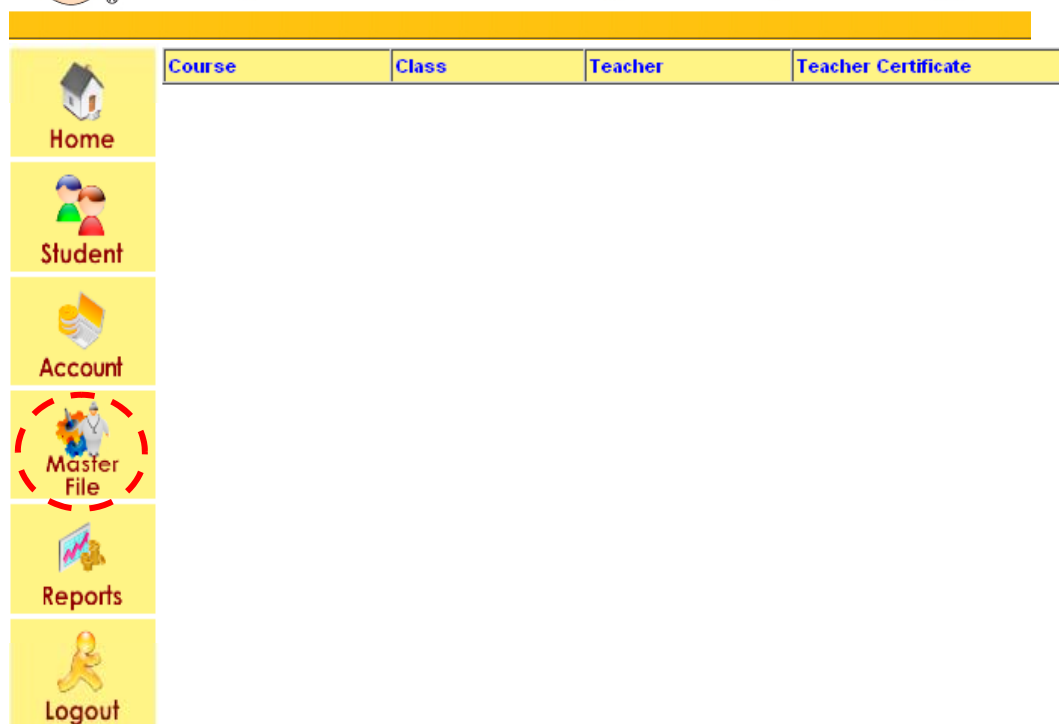 Course Class Teacher Teacher Certificate
Home
Student
Account
Master
File
Reports
Logout